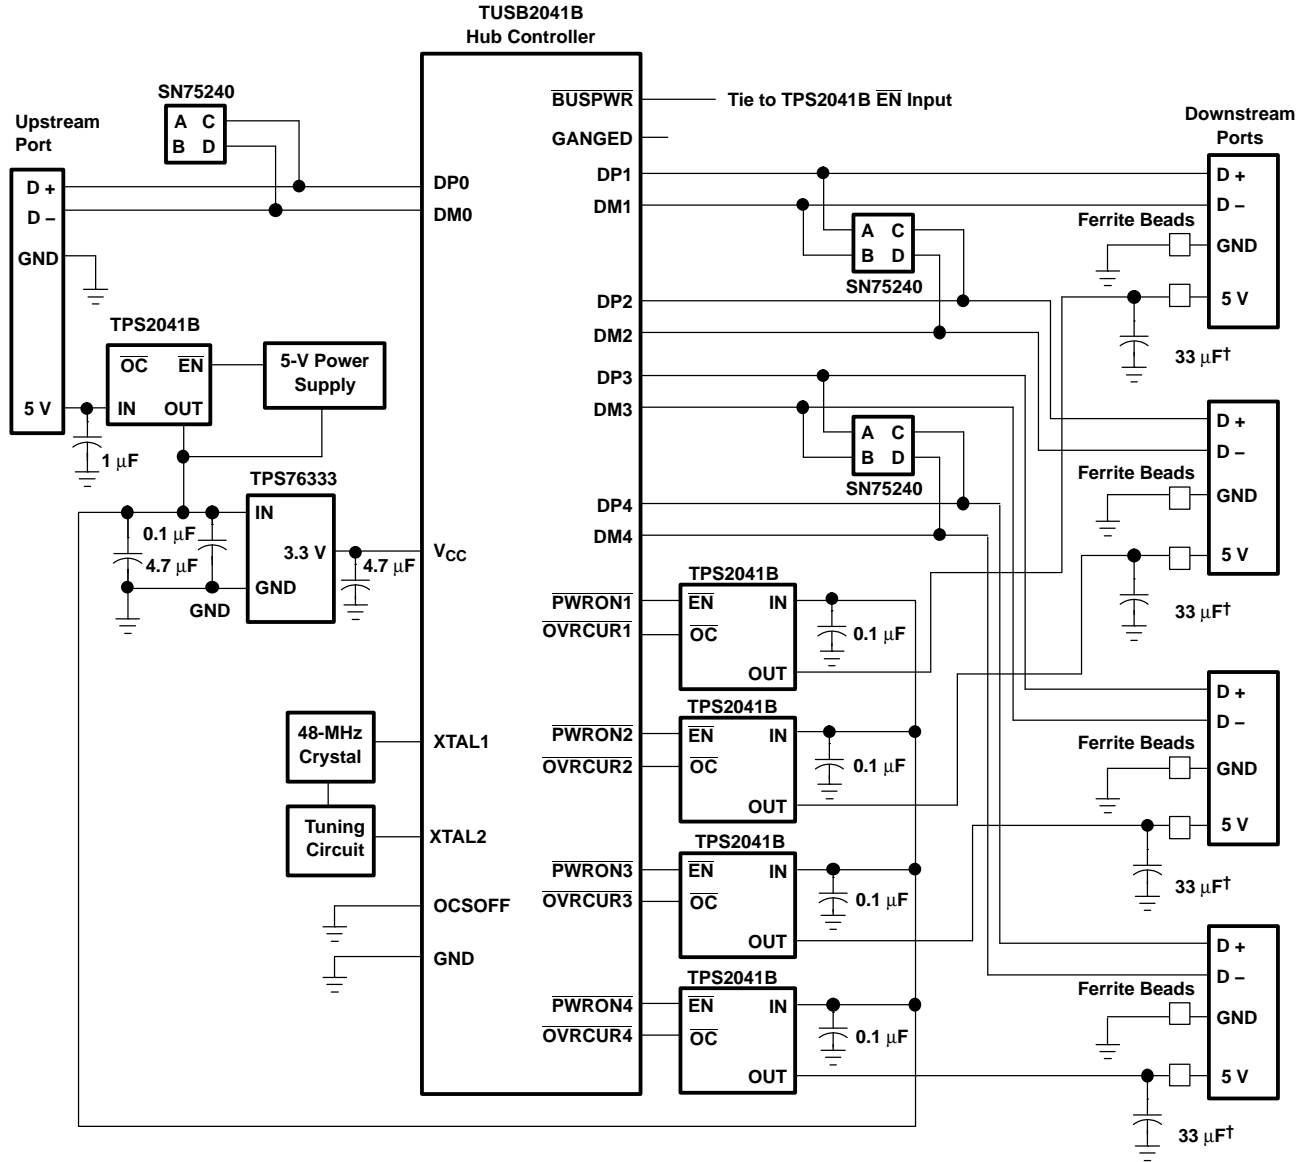 TUSB2041B
Hub Controller
SN75240
A C
B D
Upstream
Port
D +
D –
GND
5 V
BUSPWR
Tie to TPS2041B EN Input
GANGED
DP0
DM0
DP1
DM1
Downstream
Ports
D +
D –
Ferrite Beads
GND
5 V
33 µF†
A C
B D
SN75240
DP2
DM2
TPS2041B
OC EN
IN OUT
5-V Power
Supply
1 µF
DP3
DM3
A C
B D
SN75240
D +
D –
Ferrite Beads
GND
5 V
33 µF†
TPS76333
IN
3.3 V
GND
0.1 µF
4.7 µF
GND
4.7 µF
VCC
DP4
DM4
TPS2041B
PWRON1
EN IN
OVRCUR1
OC
0.1 µF
OUT
TPS2041B
PWRON2
EN IN
OVRCUR2
OC
0.1 µF
OUT
D +
D –
Ferrite Beads
GND
5 V
33 µF†
48-MHz
Crystal
XTAL1
Tuning
Circuit
XTAL2
TPS2041B
PWRON3
EN IN
OVRCUR3
OC
0.1 µF
OUT
OCSOFF
GND
TPS2041B
PWRON4
EN IN
OVRCUR4
OC
0.1 µF
OUT
D +
D –
Ferrite Beads
GND
5 V
33 µF†